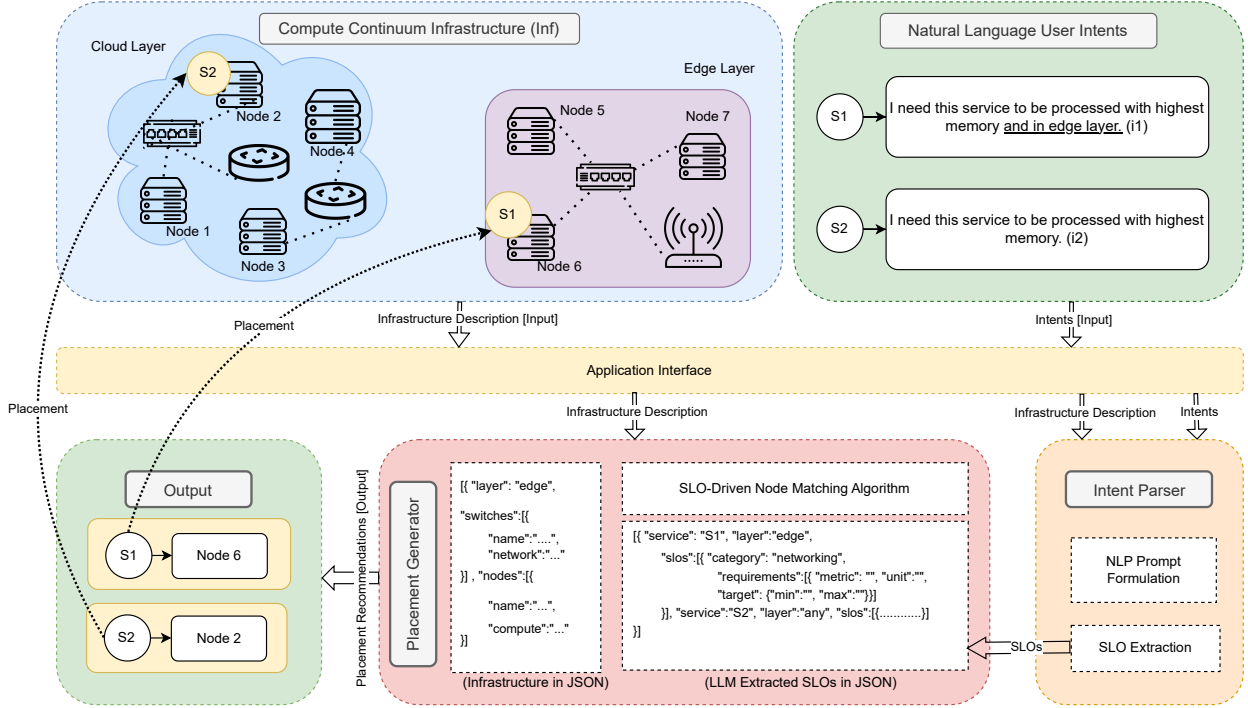 Compute Continuum Infrastructure (Inf)
Cloud Layer
S2
Node 2
Node 4
Node 1
Node 3
Edge Layer
Node 5
Node 7
S1
Node 6
Natural Language User Intents
S1
I need this service to be processed with highest
memory and in edge layer. (i1)
S2
I need this service to be processed with highest
memory. (i2)
Placement
Infrastructure Description [Input]
Intents [Input]
Application Interface
Placement
Infrastructure Description
Infrastructure Description
Intents
Output
S1
Node 6
S2
Node 2
Placement Recommendations [Output]
Placement Generator
[{ "layer": "edge",
"switches":[{
"name":"....",
"network":"..."
}] , "nodes":[{
"name":"...",
"compute":"..."
}]
(Infrastructure in JSON)
SLO-Driven Node Matching Algorithm
[{ "service": "S1", "layer":"edge",
"slos":[{ "category": "networking",
"requirements":[{ "metric": "", "unit":"",
"target": {"min":"", "max":""}}]
}], "service":"S2", "layer":"any", "slos":[{............}]
}]
(LLM Extracted SLOs in JSON)
SLOs
Intent Parser
NLP Prompt
Formulation
SLO Extraction